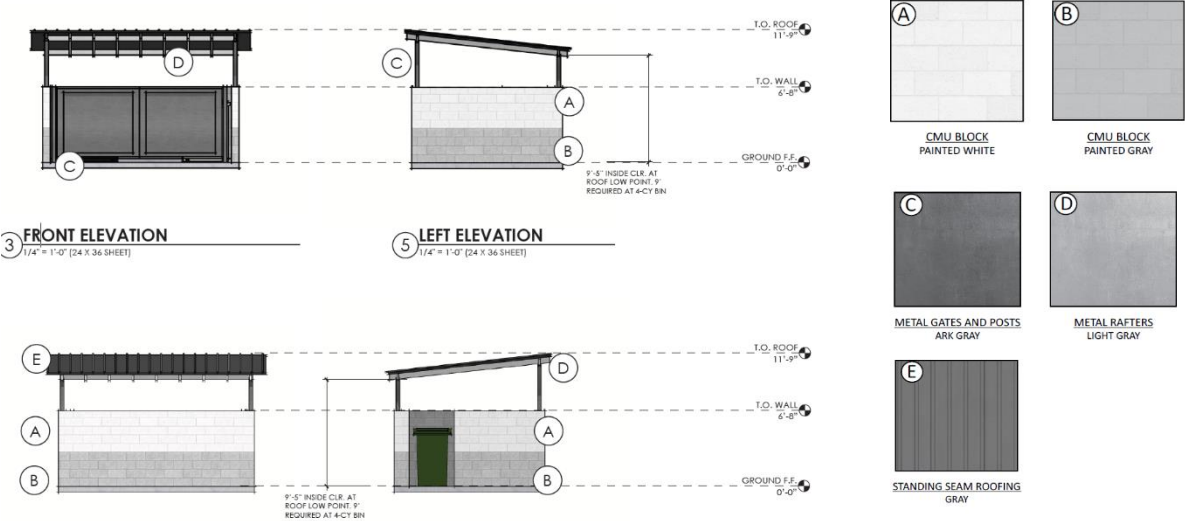 D
C
C
A
B
T.O. ROOF
11'-9"
T.O. WALL
6'-8"
GROUND F.F.
0'-0"
9'-5" INSIDE CLR. AT
ROOF LOW POINT. 9'
REQUIRED AT 4-CY BIN
3 FRONT ELEVATION
1/4" = 1'-0" (24 X 36 SHEET)
5 LEFT ELEVATION
1/4" = 1'-0" (24 X 36 SHEET)
E
A
B
D
A
B
T.O. ROOF
11'-9"
T.O. WALL
6'-8"
GROUND F.F.
0'-0"
9'-5" INSIDE CLR. AT
ROOF LOW POINT. 9'
REQUIRED AT 4-CY BIN
A
CMU BLOCK
PAINTED WHITE
B
CMU BLOCK
PAINTED GRAY
C
METAL GATES AND POSTS
ARK GRAY
D
METAL RAFTERS
LIGHT GRAY
E
STANDING SEAM ROOFING
GRAY